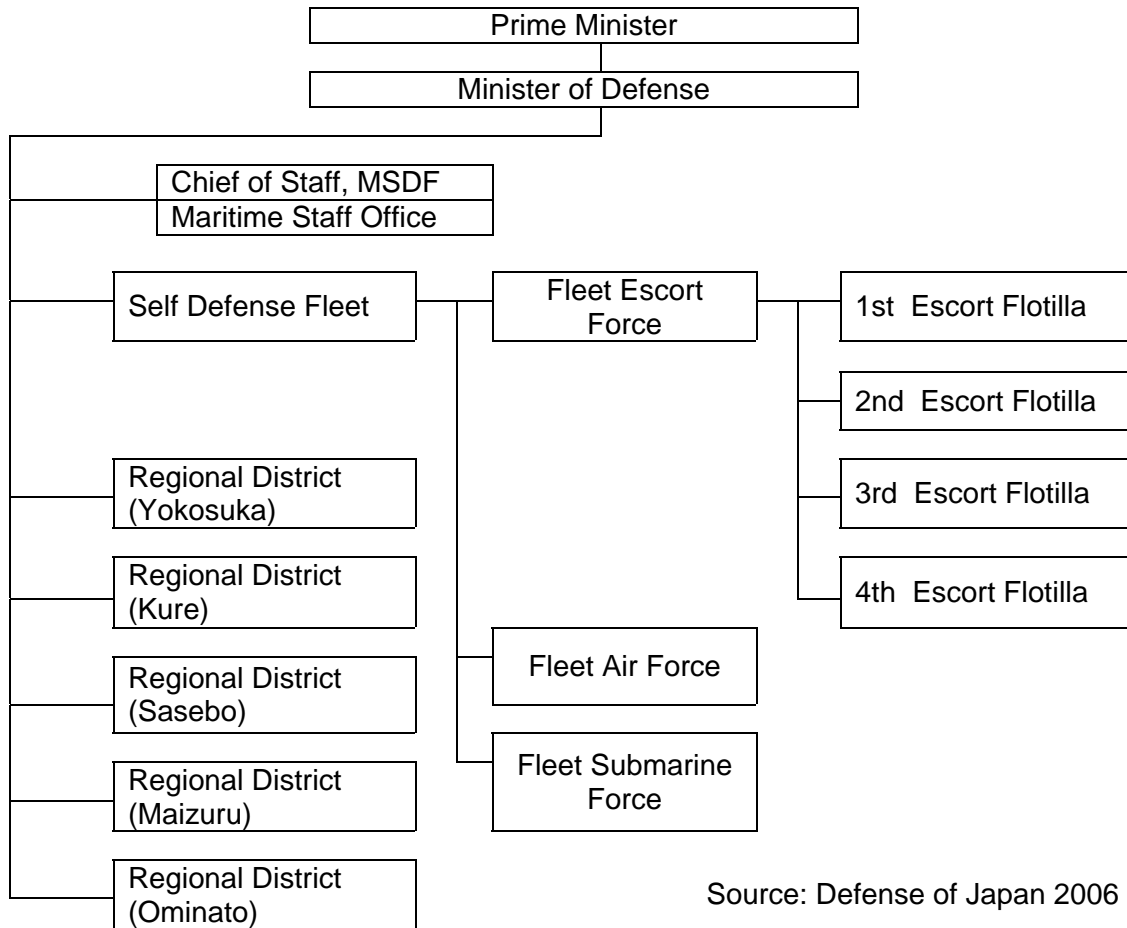 Prime Minister
Minister of Defense
Chief of Staff, MSDF
Maritime Staff Office
Self Defense Fleet
Fleet Escort
Force
1st Escort Flotilla
2nd Escort Flotilla
3rd Escort Flotilla
4th Escort Flotilla
Regional District
(Yokosuka)
Regional District
(Kure)
Regional District
(Sasebo)
Regional District
(Maizuru)
Regional District
(Ominato)
Fleet Air Force
Fleet Submarine
Force
Source: Defense of Japan 2006